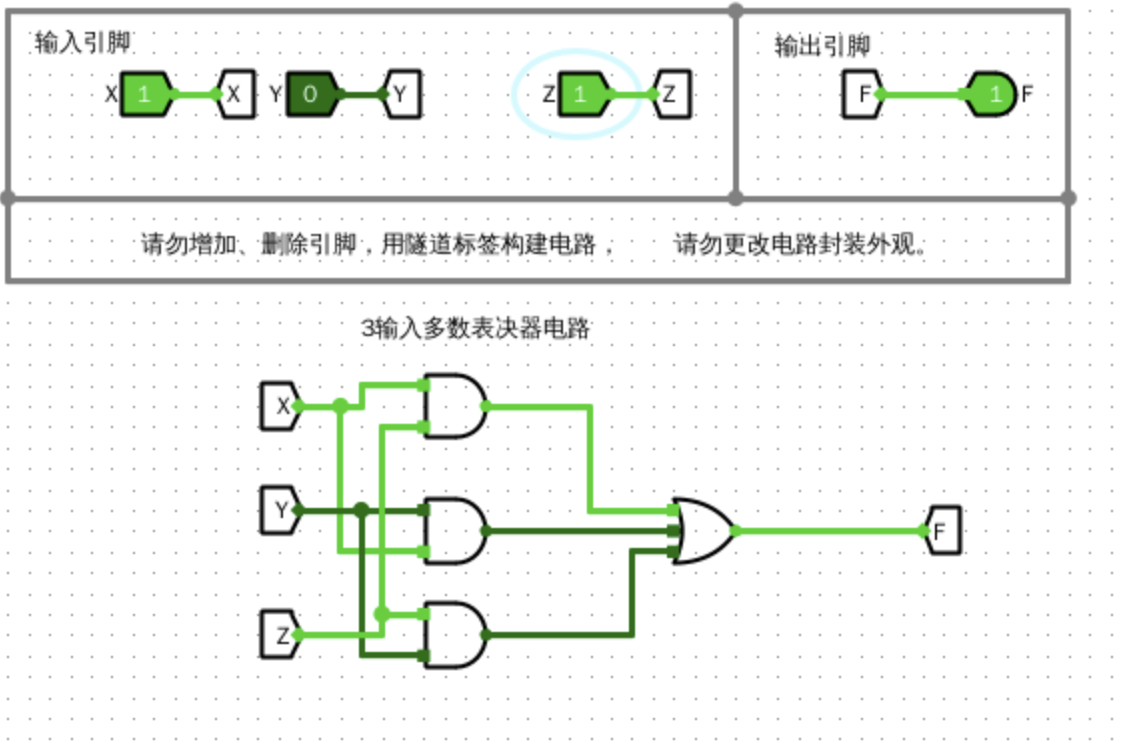 输入引脚
输出引脚
X 1 X Y 0 Y Z 1 Z F 1 F
请勿增加、删除引脚，用隧道标签构建电路， 请勿更改电路封装外观。
3输入多数表决器电路
X
Y
F
Z